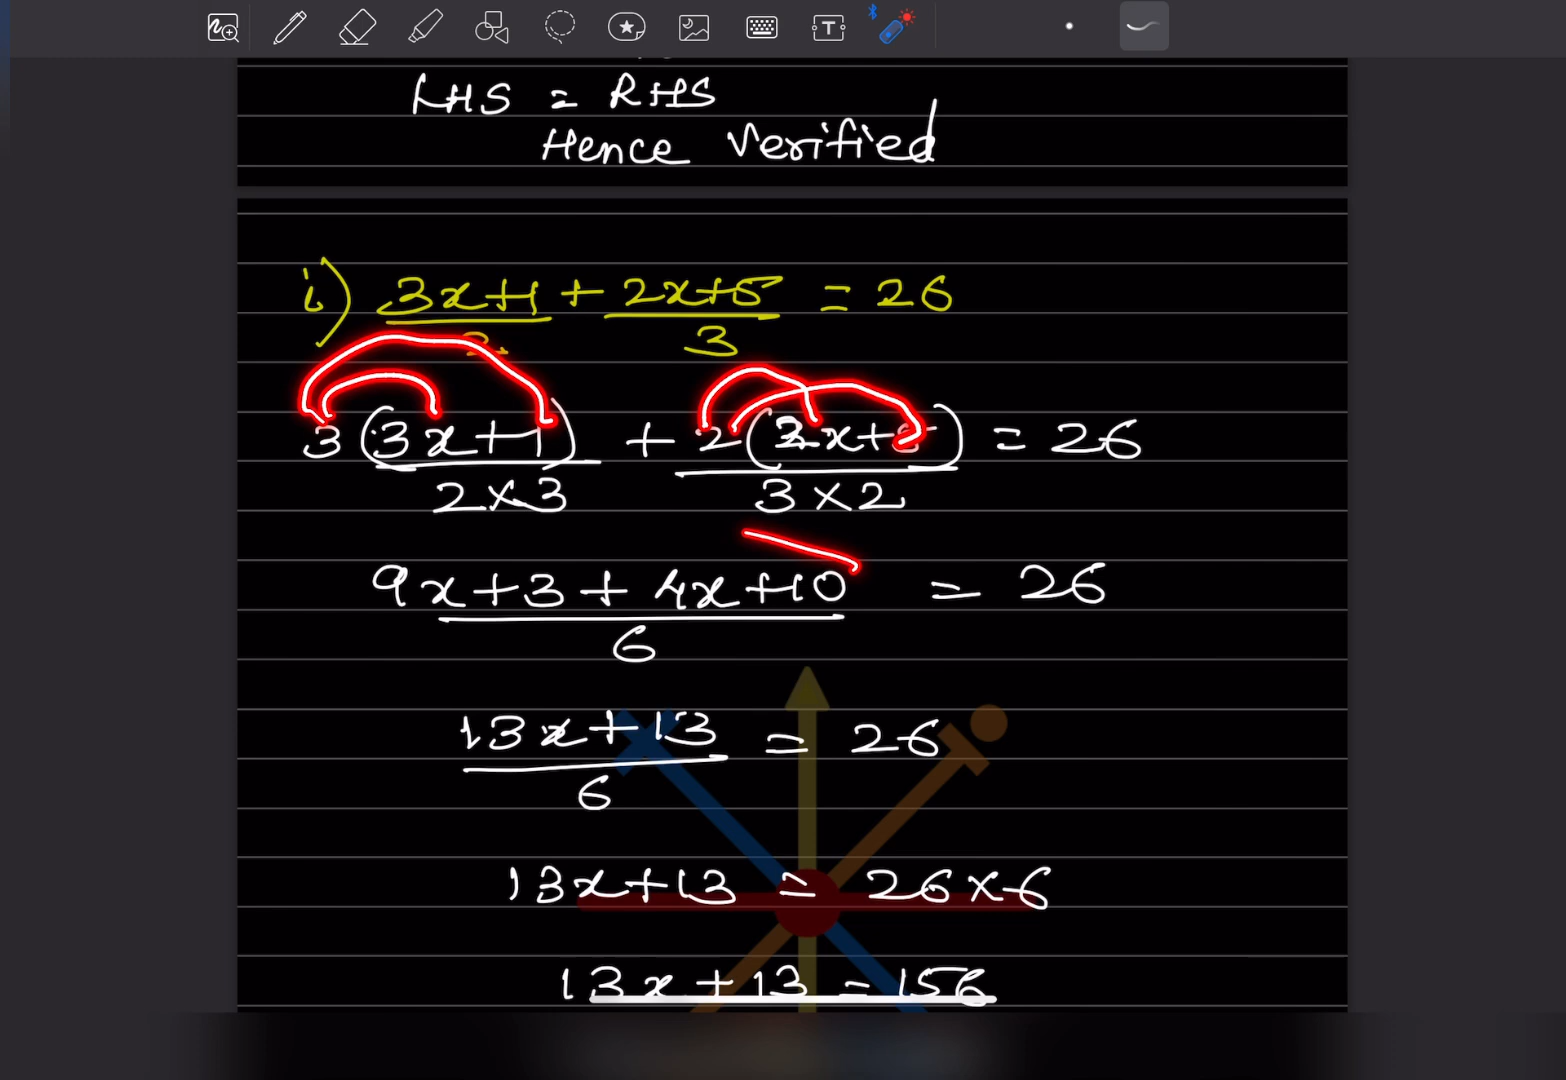 LHS = RHS
Hence Verified
i) 3x+1/2 + 2x+5/3 = 26
3(3x+1)/2×3 + 2(2x+5)/3×2 = 26
9x+3+4x+10/6 = 26
13x+13/6 = 26
13x+13 = 26×6
13x+13 = 156